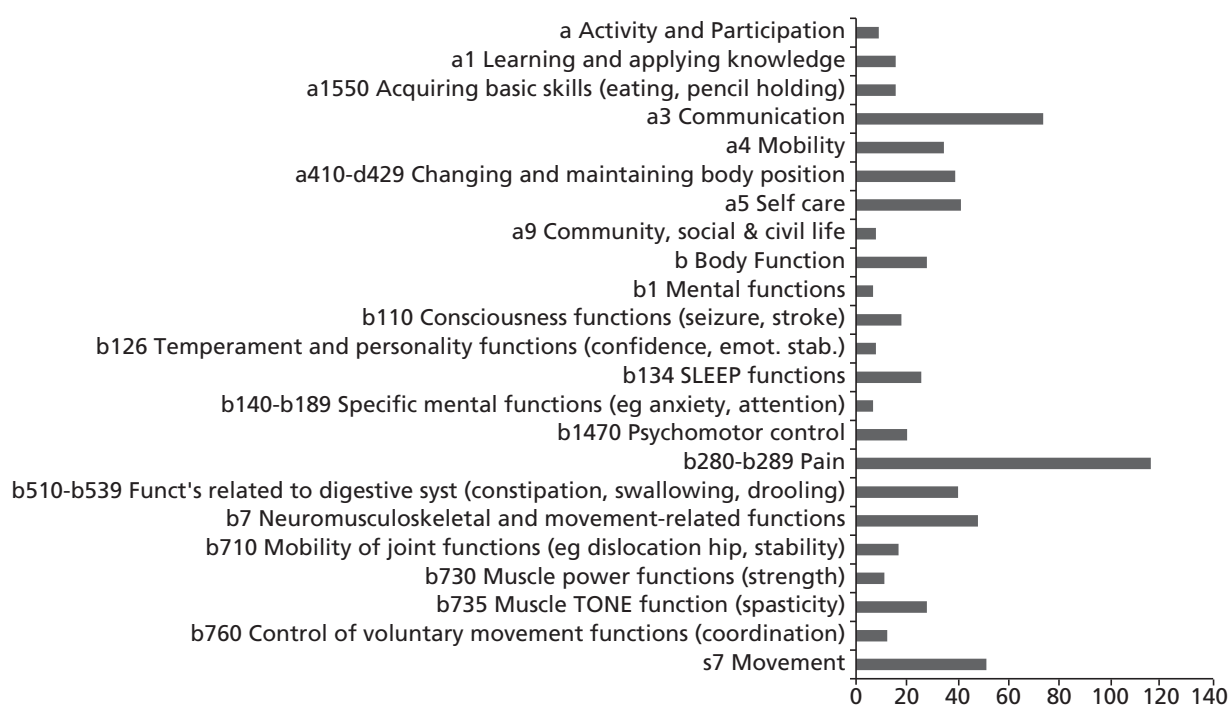 a Activity and Participation
a1 Learning and applying knowledge
a1550 Acquiring basic skills (eating, pencil holding)
a3 Communication
a4 Mobility
a410-d429 Changing and maintaining body position
a5 Self care
a9 Community, social & civil life
b Body Function
b1 Mental functions
b110 Consciousness functions (seizure, stroke)
b126 Temperament and personality functions (confidence, emot. stab.)
b134 SLEEP functions
b140-b189 Specific mental functions (eg anxiety, attention)
b1470 Psychomotor control
b280-b289 Pain
b510-b539 Funct's related to digestive syst (constipation, swallowing, drooling)
b7 Neuromusculoskeletal and movement-related functions
b710 Mobility of joint functions (eg dislocation hip, stability)
b730 Muscle power functions (strength)
b735 Muscle TONE function (spasticity)
b760 Control of voluntary movement functions (coordination)
s7 Movement
0 20 40 60 80 100 120 140